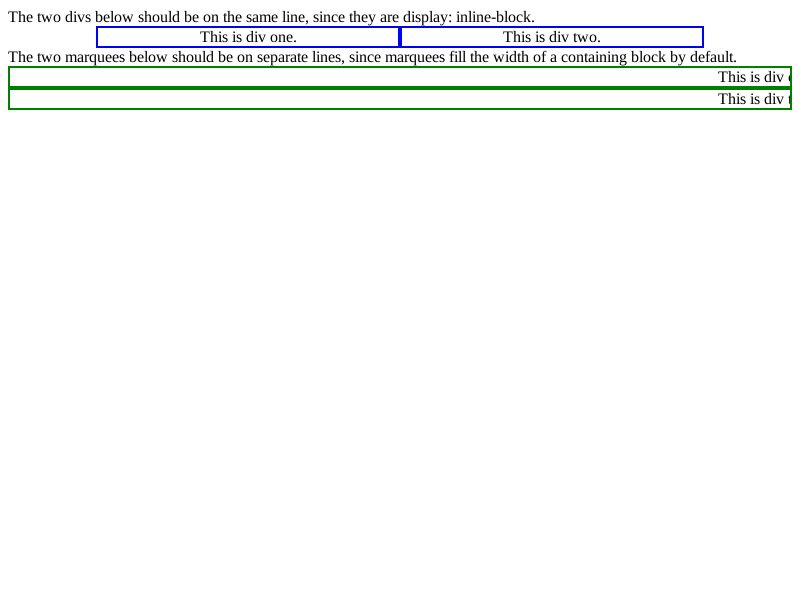 The two divs below should be on the same line, since they are display: inline-block.
This is div one. This is div two.
The two marquees below should be on separate lines, since marquees fill the width of a containing block by default.
This is div
This is div